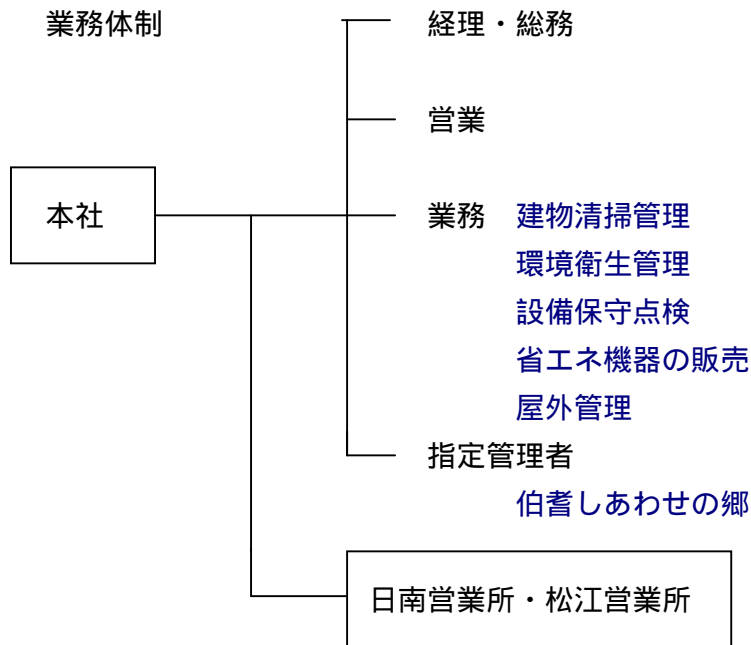 業務体制
経理・総務
営業
本社
業務 建物清掃管理
環境衛生管理
設備保守点検
省エネ機器の販売
屋外管理
指定管理者
伯耆しあわせの郷
日南営業所・松江営業所